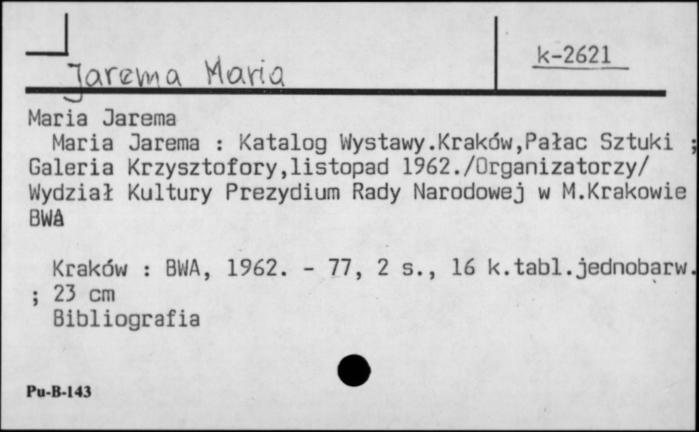 Jarema Maria
k-2621
Maria Jarema
Maria Jarema : Katalog Wystawy.Kraków,Pałac Sztuki ;
Galeria Krzysztofory,listopad 1962./Organizatorzy/
Wydział Kultury Prezydium Rady Narodowej w M.Krakowie
BWA
Kraków : BWA, 1962. - 77, 2 s., 16 k.tabl.jednobarw.
; 23 cm
Bibliografia
Pu-B-143